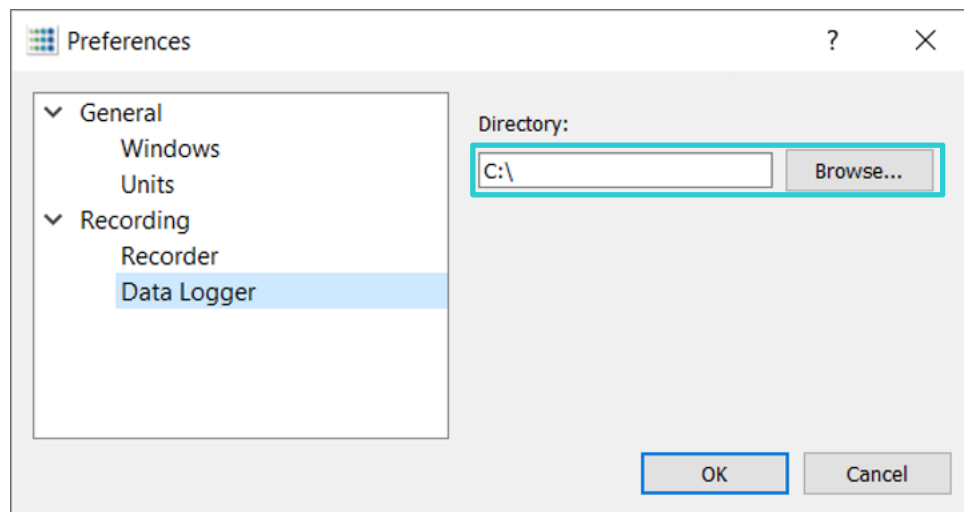 Preferences
?
General
Windows
Units
Recording
Recorder
Data Logger
Directory:
C:\
Browse...
OK
Cancel